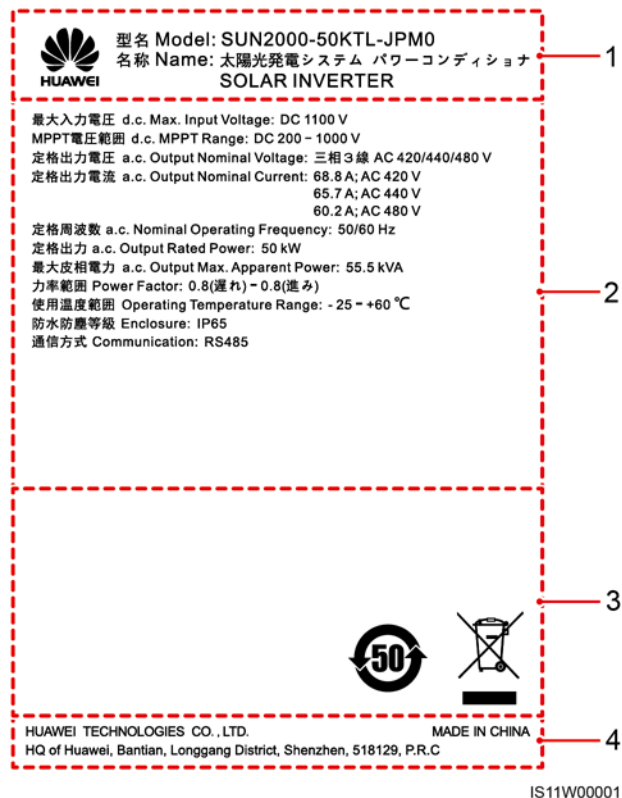 型名 Model: SUN2000-50KTL-JPM0
名称 Name: 太陽光発電システム パワーコンディショナ
SOLAR INVERTER
HUAWEI
1
最大入力電圧 d.c. Max. Input Voltage: DC 1100 V
MPPT電圧範囲 d.c. MPPT Range: DC 200 - 1000 V
定格出力電圧 a.c. Output Nominal Voltage: 三相3線 AC 420/440/480 V
定格出力電流 a.c. Output Nominal Current: 68.8 A; AC 420 V
65.7 A; AC 440 V
60.2 A; AC 480 V
定格周波数 a.c. Nominal Operating Frequency: 50/60 Hz
定格出力 a.c. Output Rated Power: 50 kW
最大皮相電力 a.c. Output Max. Apparent Power: 55.5 kVA
力率範囲 Power Factor: 0.8(遅れ) - 0.8(進み)
使用温度範囲 Operating Temperature Range: - 25 - +60 ℃
防水防塵等級 Enclosure: IP65
通信方式 Communication: RS485
2
50
3
HUAWEI TECHNOLOGIES CO., LTD. MADE IN CHINA
HQ of Huawei, Bantian, Longgang District, Shenzhen, 518129, P.R.C
4
IS11W00001